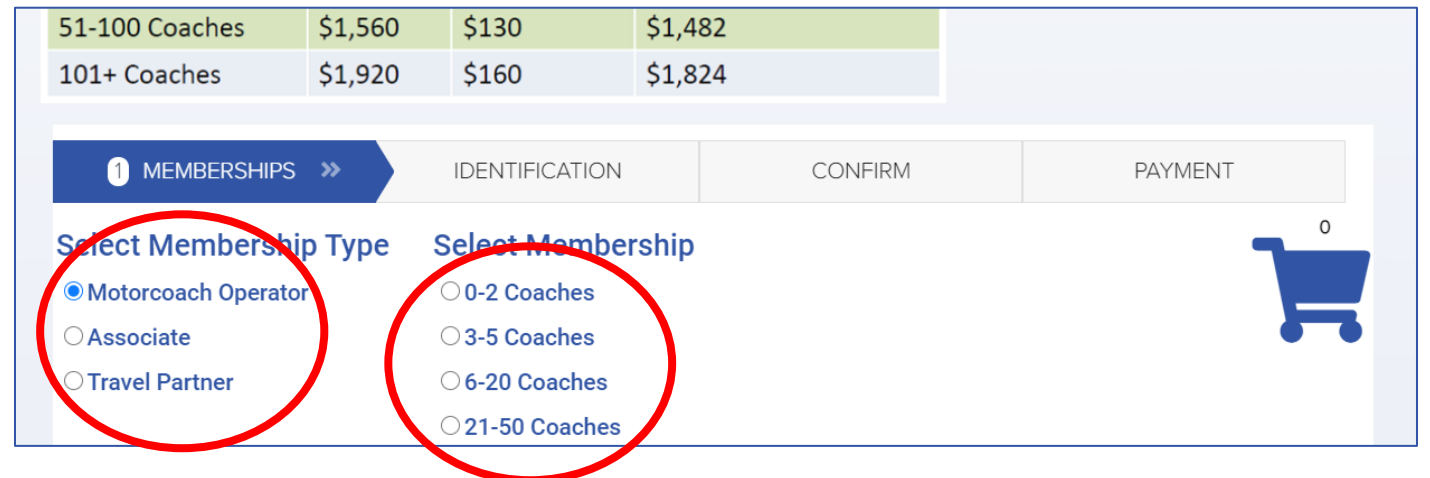 51-100 Coaches $1,560 $130 $1,482
101+ Coaches $1,920 $160 $1,824
1 MEMBERSHIPS » IDENTIFICATION CONFIRM PAYMENT
0
Select Membership Type Select Membership
Motorcoach Operator 0-2 Coaches
Associate 3-5 Coaches
Travel Partner 6-20 Coaches
21-50 Coaches